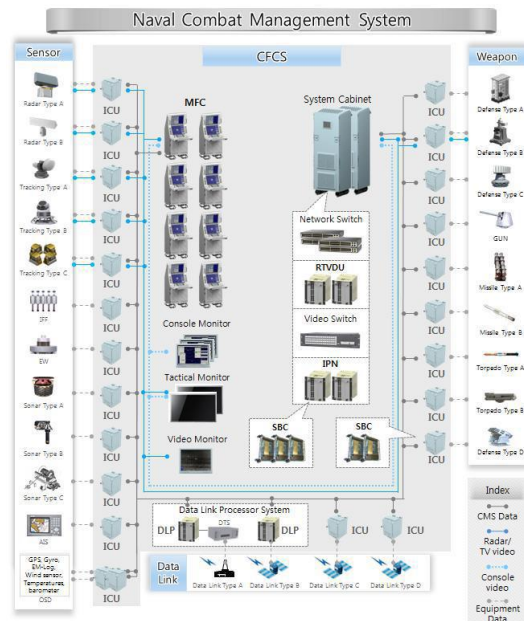 Naval Combat Management System
Sensor
CFCS
Weapon
Radar Type A
Radar Type B
Tracking Type A
Tracking Type B
Tracking Type C
IFF
EW
Sonar Type A
Sonar Type B
Sonar Type C
AIS
GPS, Gyro,
EM-Log,
Wind sensor,
Temperatures,
barometer
OSD
ICU
ICU
ICU
ICU
ICU
ICU
ICU
ICU
ICU
ICU
ICU
ICU
MFC
Console Monitor
Tactical Monitor
Video Monitor
System Cabinet
Network Switch
RTVDU
Video Switch
IPN
SBC
SBC
Data Link Processor System
DLP
DTS
DLP
ICU
ICU
Data
Link
Data Link Type A
Data Link Type B
Data Link Type C
Data Link Type D
ICU
ICU
ICU
ICU
ICU
ICU
ICU
ICU
ICU
Defense Type A
Defense Type B
Defense Type C
GUN
Missile Type A
Missile Type B
Torpedo Type A
Torpedo Type B
Defense Type D
Index
CMS Data
Radar/
TV video
Console
video
Equipment
Data